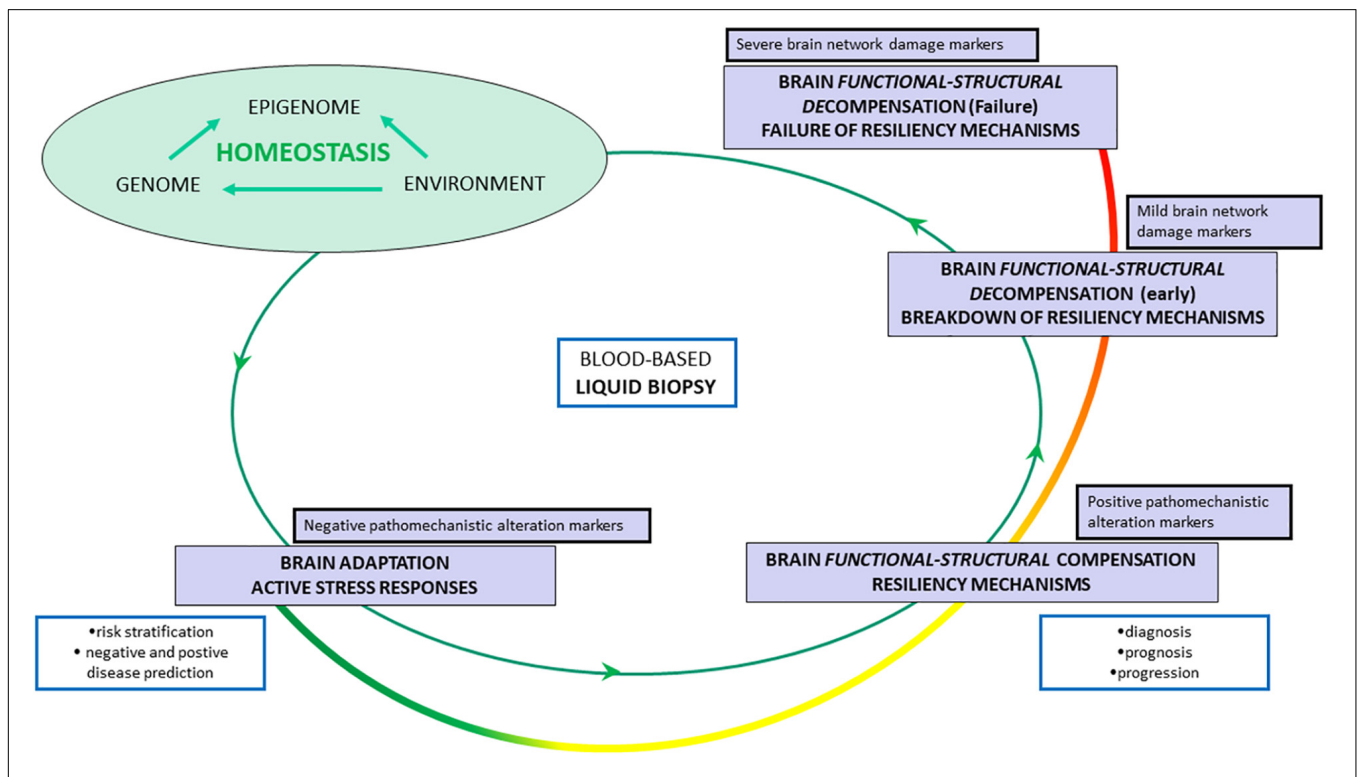 EPIGENOME
HOMEOSTASIS
GENOME
ENVIRONMENT
Severe brain network damage markers
BRAIN FUNCTIONAL-STRUCTURAL
DECOMPENSATION (Failure)
FAILURE OF RESILIENCY MECHANISMS
Mild brain network
damage markers
BRAIN FUNCTIONAL-STRUCTURAL
DECOMPENSATION (early)
BREAKDOWN OF RESILIENCY MECHANISMS
BLOOD-BASED
LIQUID BIOPSY
Negative pathomechanistic alteration markers
BRAIN ADAPTATION
ACTIVE STRESS RESPONSES
•risk stratification
• negative and postive
disease prediction
Positive pathomechanistic
alteration markers
BRAIN FUNCTIONAL-STRUCTURAL COMPENSATION
RESILIENCY MECHANISMS
•diagnosis
•prognosis
•progression